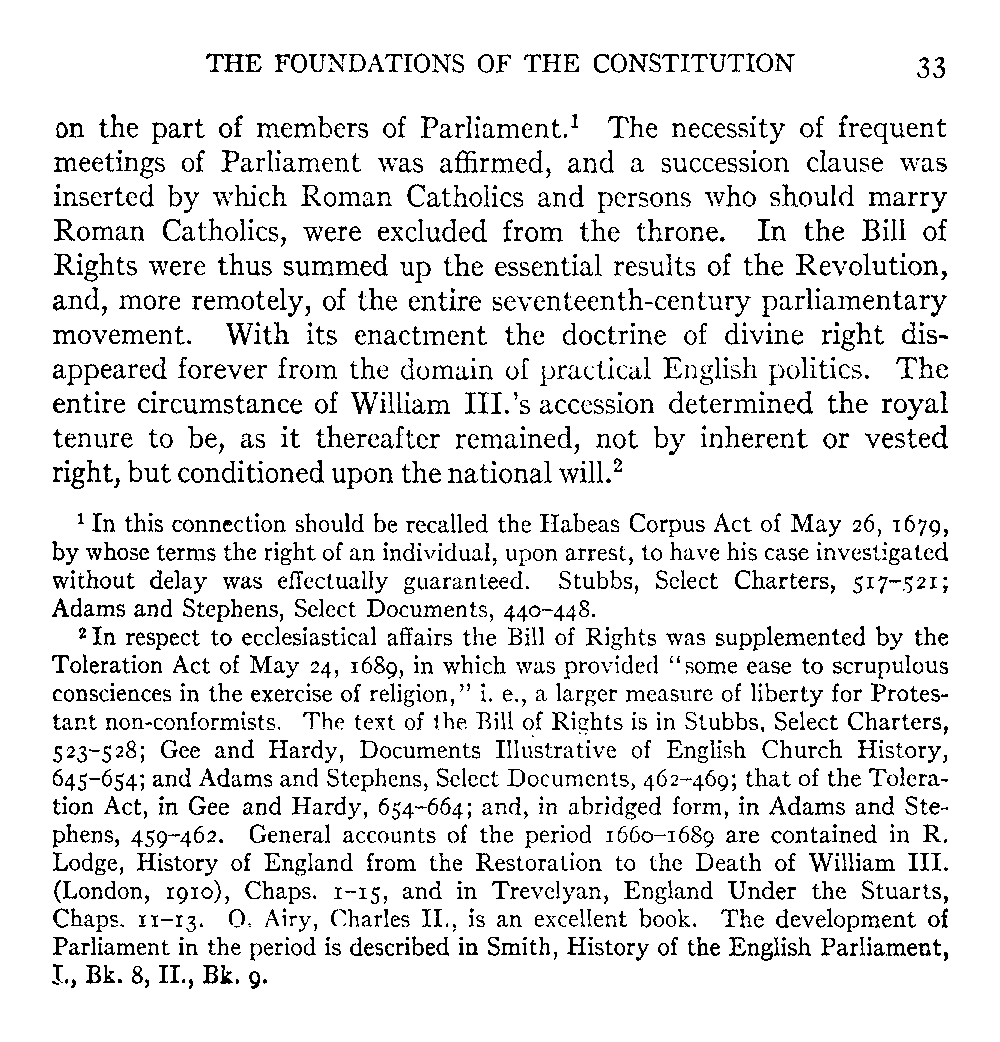 THE FOUNDATIONS OF THE CONSTITUTION 33
on the part of members of Parliament.¹ The necessity of frequent
meetings of Parliament was affirmed, and a succession clause was
inserted by which Roman Catholics and persons who should marry
Roman Catholics, were excluded from the throne. In the Bill of
Rights were thus summed up the essential results of the Revolution,
and, more remotely, of the entire seventeenth-century parliamentary
movement. With its enactment the doctrine of divine right dis-
appeared forever from the domain of practical English politics. The
entire circumstance of William III.'s accession determined the royal
tenure to be, as it thereafter remained, not by inherent or vested
right, but conditioned upon the national will.²
¹ In this connection should be recalled the Habeas Corpus Act of May 26, 1679,
by whose terms the right of an individual, upon arrest, to have his case investigated
without delay was effectually guaranteed. Stubbs, Select Charters, 517-521;
Adams and Stephens, Select Documents, 440-448.
² In respect to ecclesiastical affairs the Bill of Rights was supplemented by the
Toleration Act of May 24, 1689, in which was provided "some ease to scrupulous
consciences in the exercise of religion," i. e., a larger measure of liberty for Protes-
tant non-conformists. The text of the Bill of Rights is in Stubbs, Select Charters,
523-528; Gee and Hardy, Documents Illustrative of English Church History,
645-654; and Adams and Stephens, Select Documents, 462-469; that of the Tolera-
tion Act, in Gee and Hardy, 654-664; and, in abridged form, in Adams and Ste-
phens, 459-462. General accounts of the period 1660-1689 are contained in R.
Lodge, History of England from the Restoration to the Death of William III.
(London, 1910), Chaps. 1-15, and in Trevelyan, England Under the Stuarts,
Chaps. 11-13. O. Airy, Charles II., is an excellent book. The development of
Parliament in the period is described in Smith, History of the English Parliament,
I., Bk. 8, II., Bk. 9.